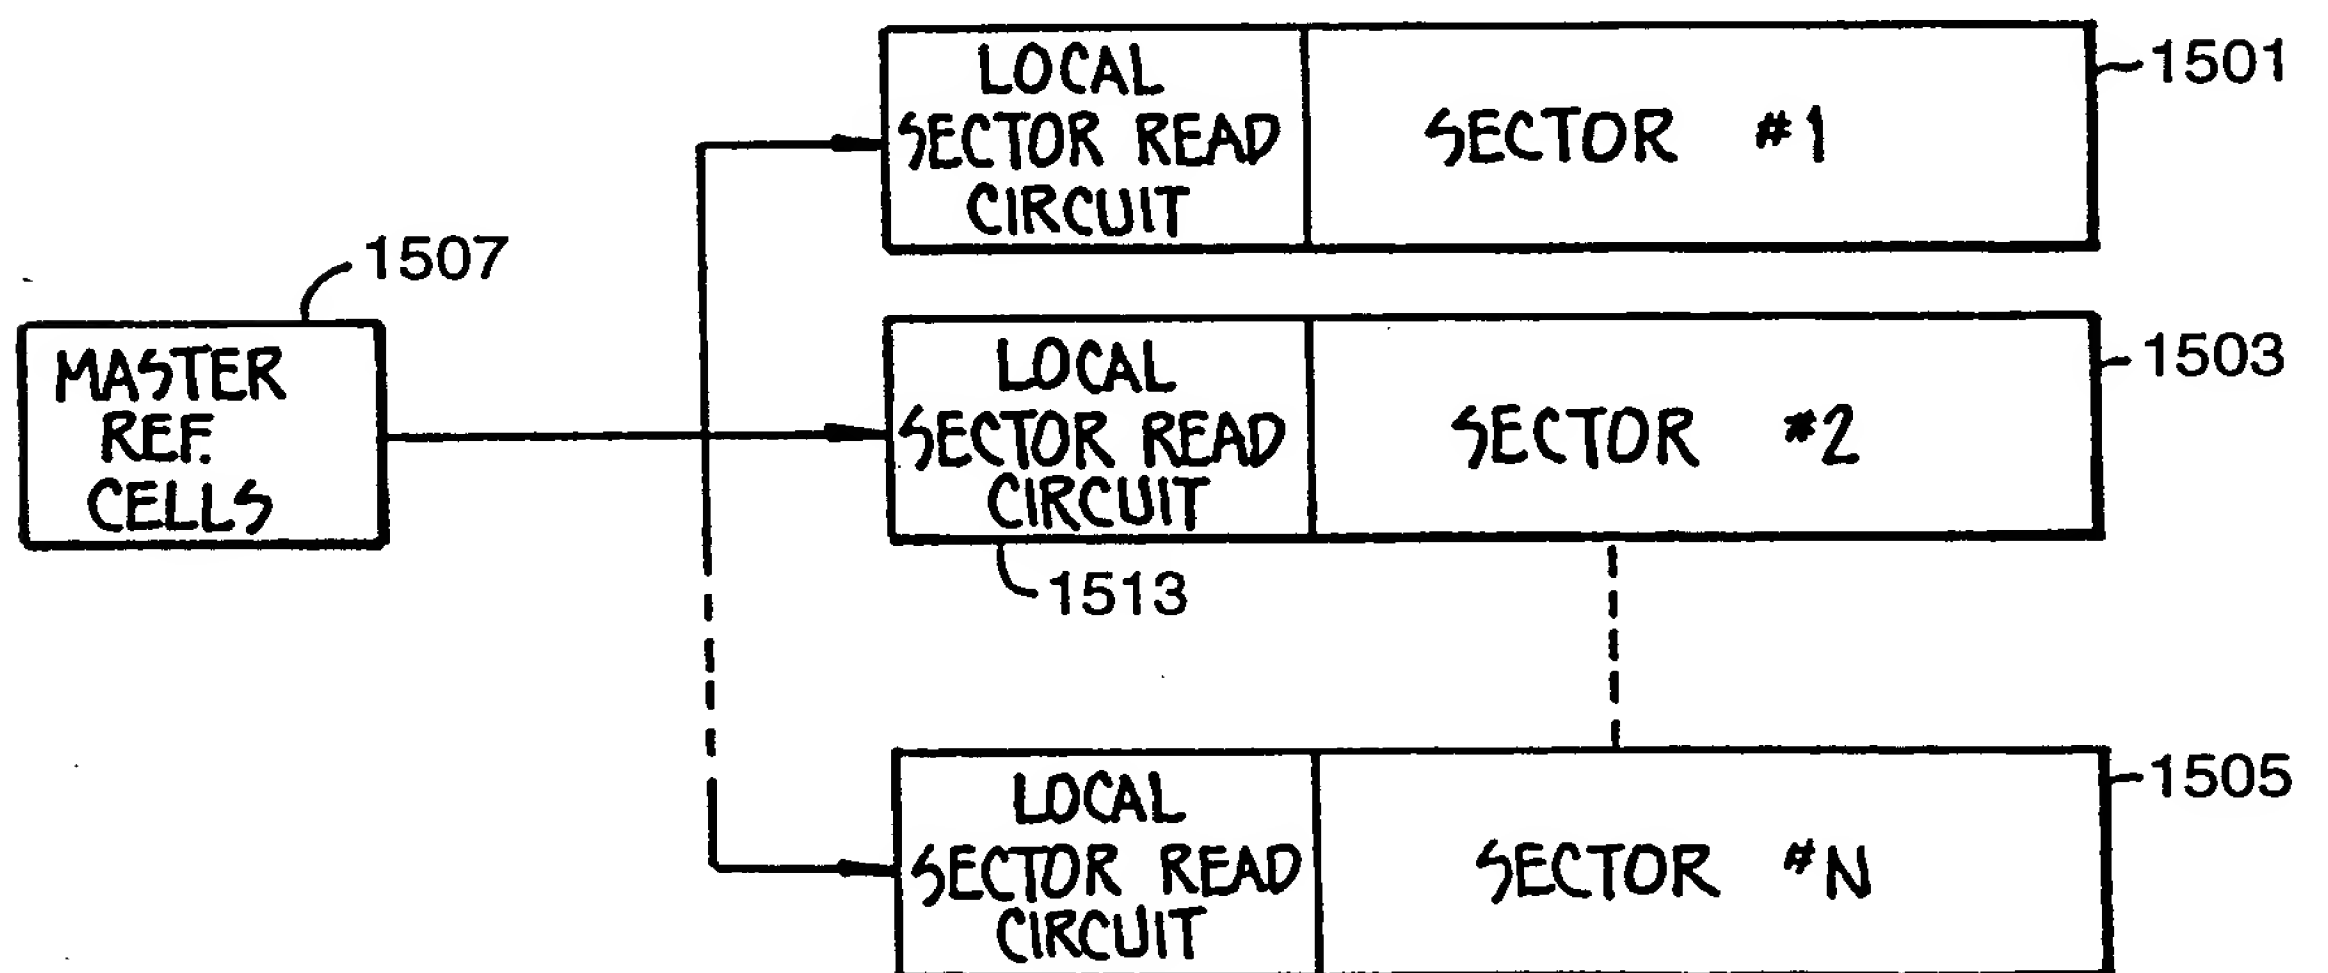 LOCAL
SECTOR READ
CIRCUIT
SECTOR #1
1501
1507
MASTER
REF.
CELLS
LOCAL
SECTOR READ
CIRCUIT
SECTOR #2
1503
1513
LOCAL
SECTOR READ
CIRCUIT
SECTOR #N
1505